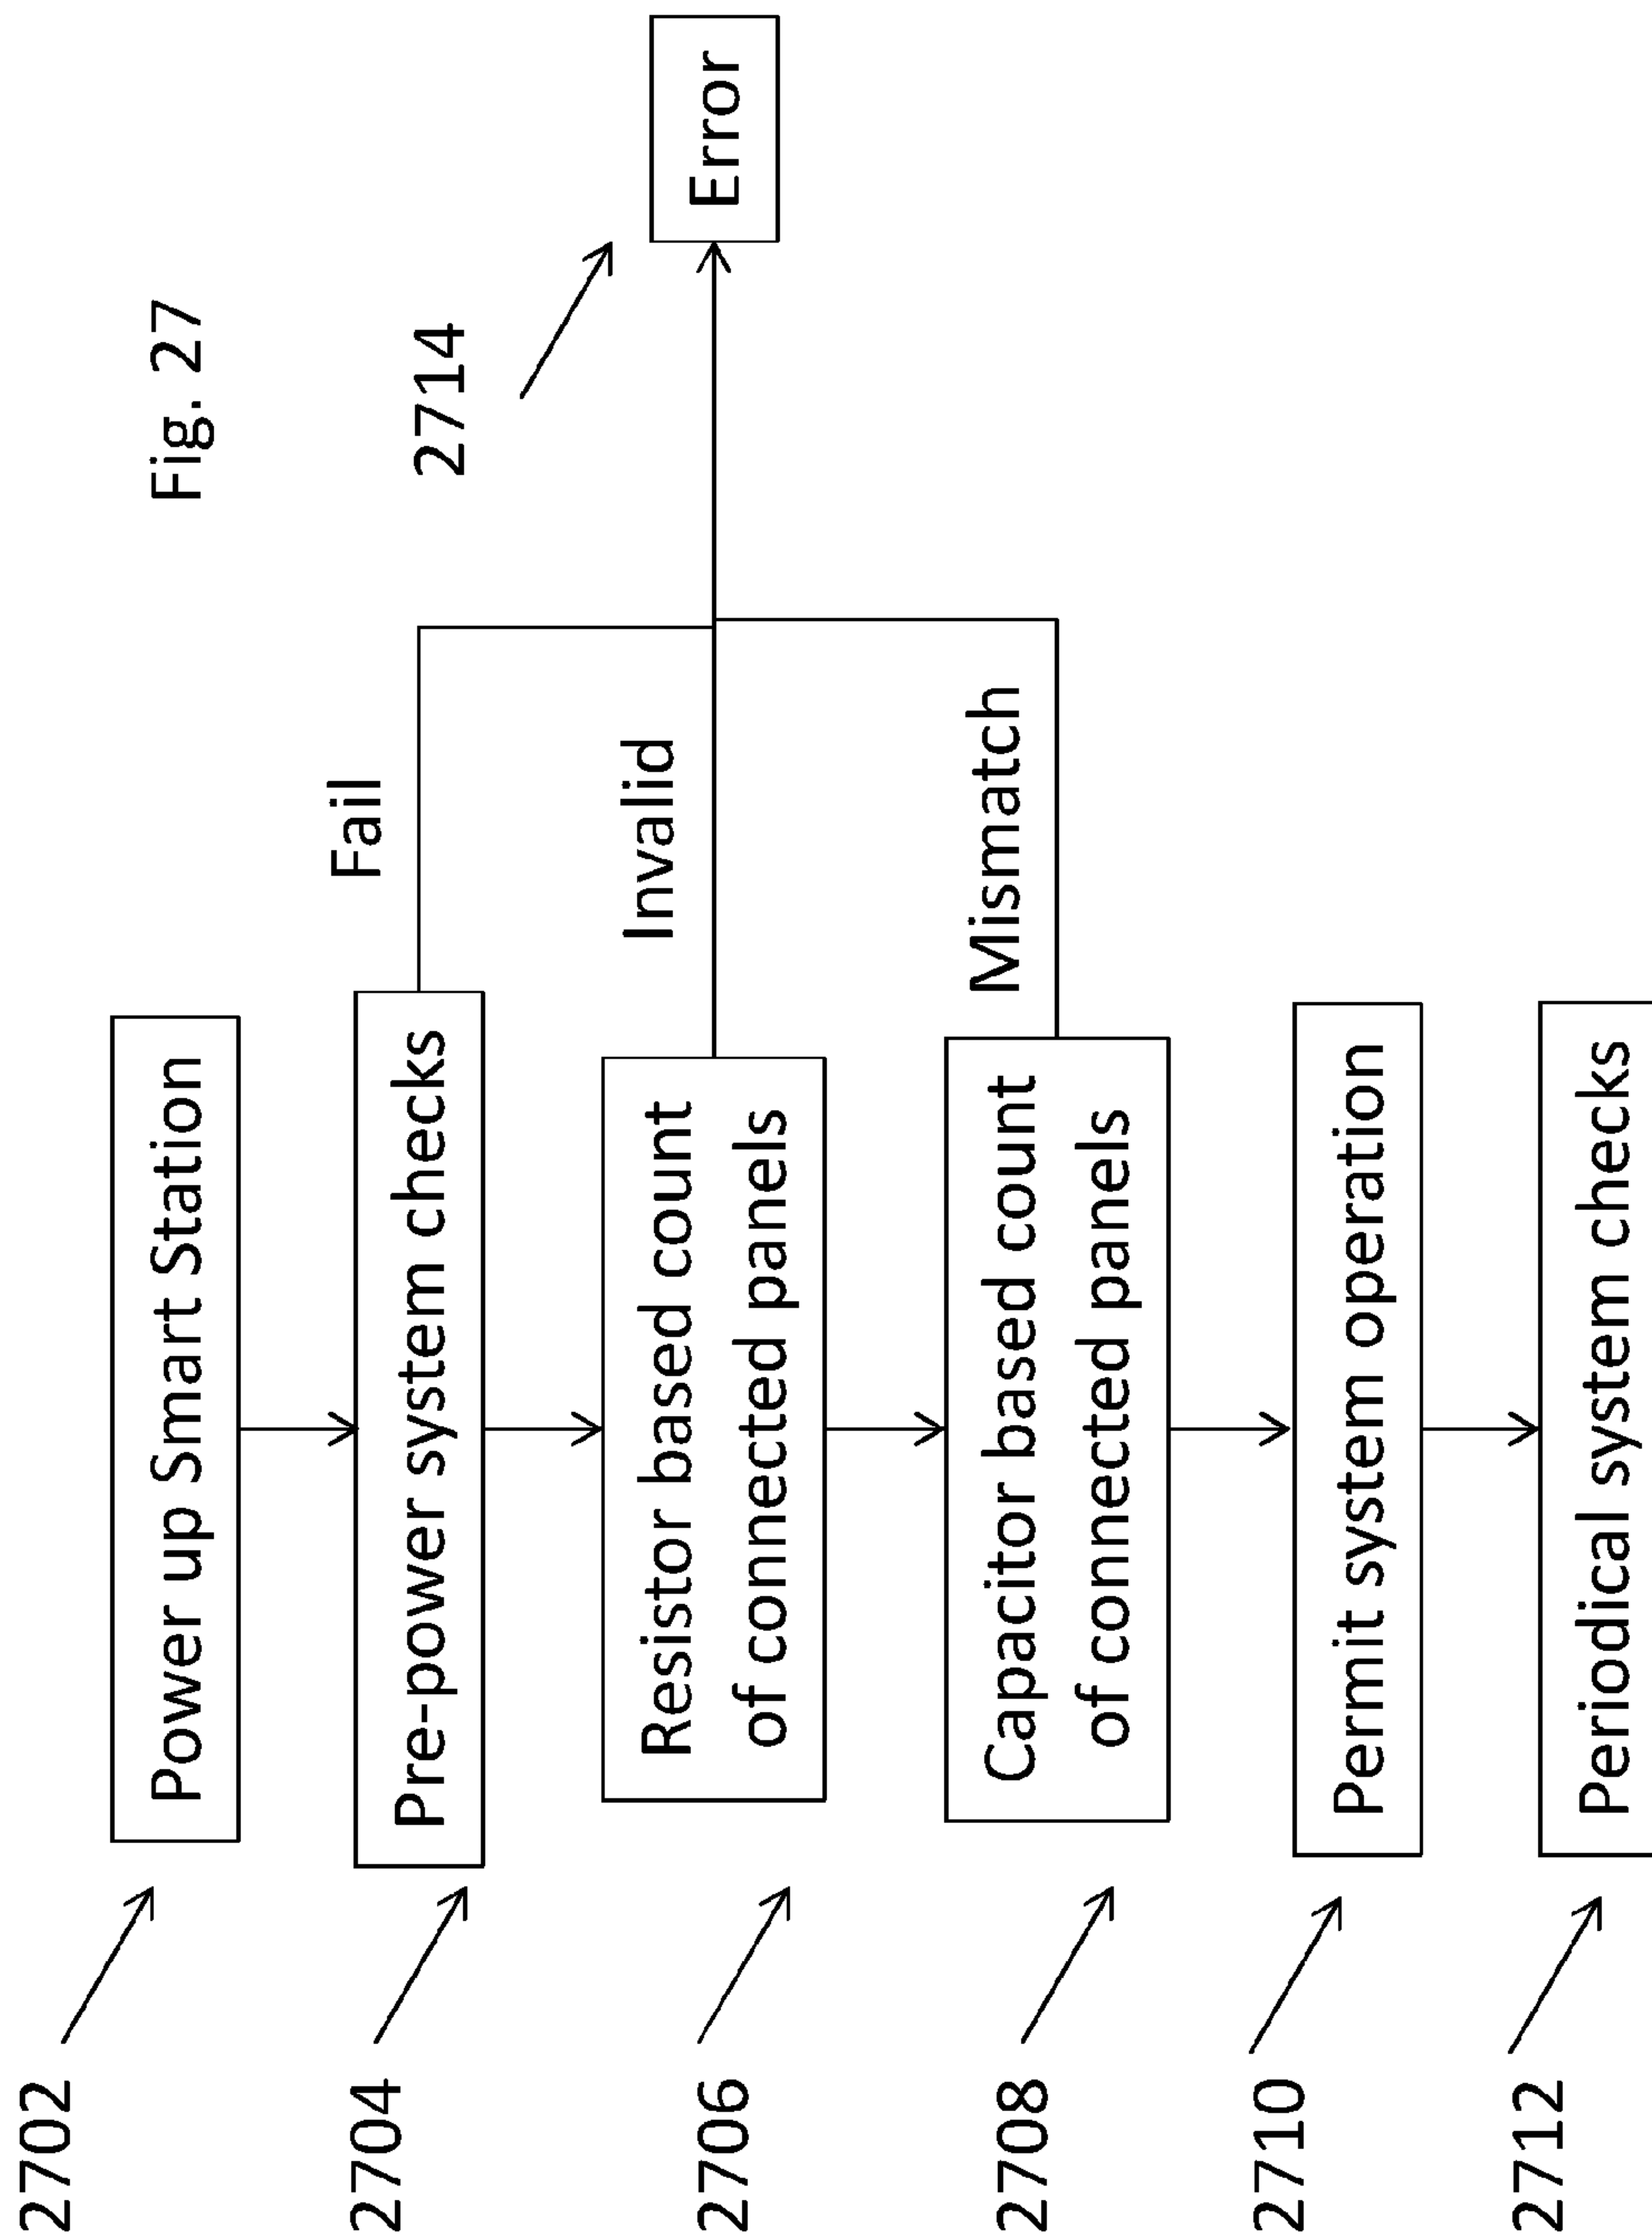 Fig. 27
2702
Power up Smart Station
2704
Pre-power system checks
Fail
2714
Error
2706
Resistor based count
of connected panels
Invalid
2708
Capacitor based count
of connected panels
Mismatch
2710
Permit system operation
2712
Periodical system checks